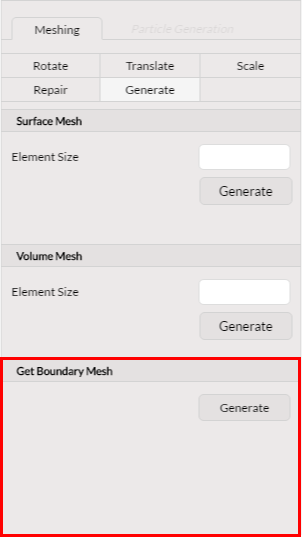 Meshing Particle Generation
Rotate Translate Scale
Repair Generate
Surface Mesh
Element Size
Generate
Volume Mesh
Element Size
Generate
Get Boundary Mesh
Generate